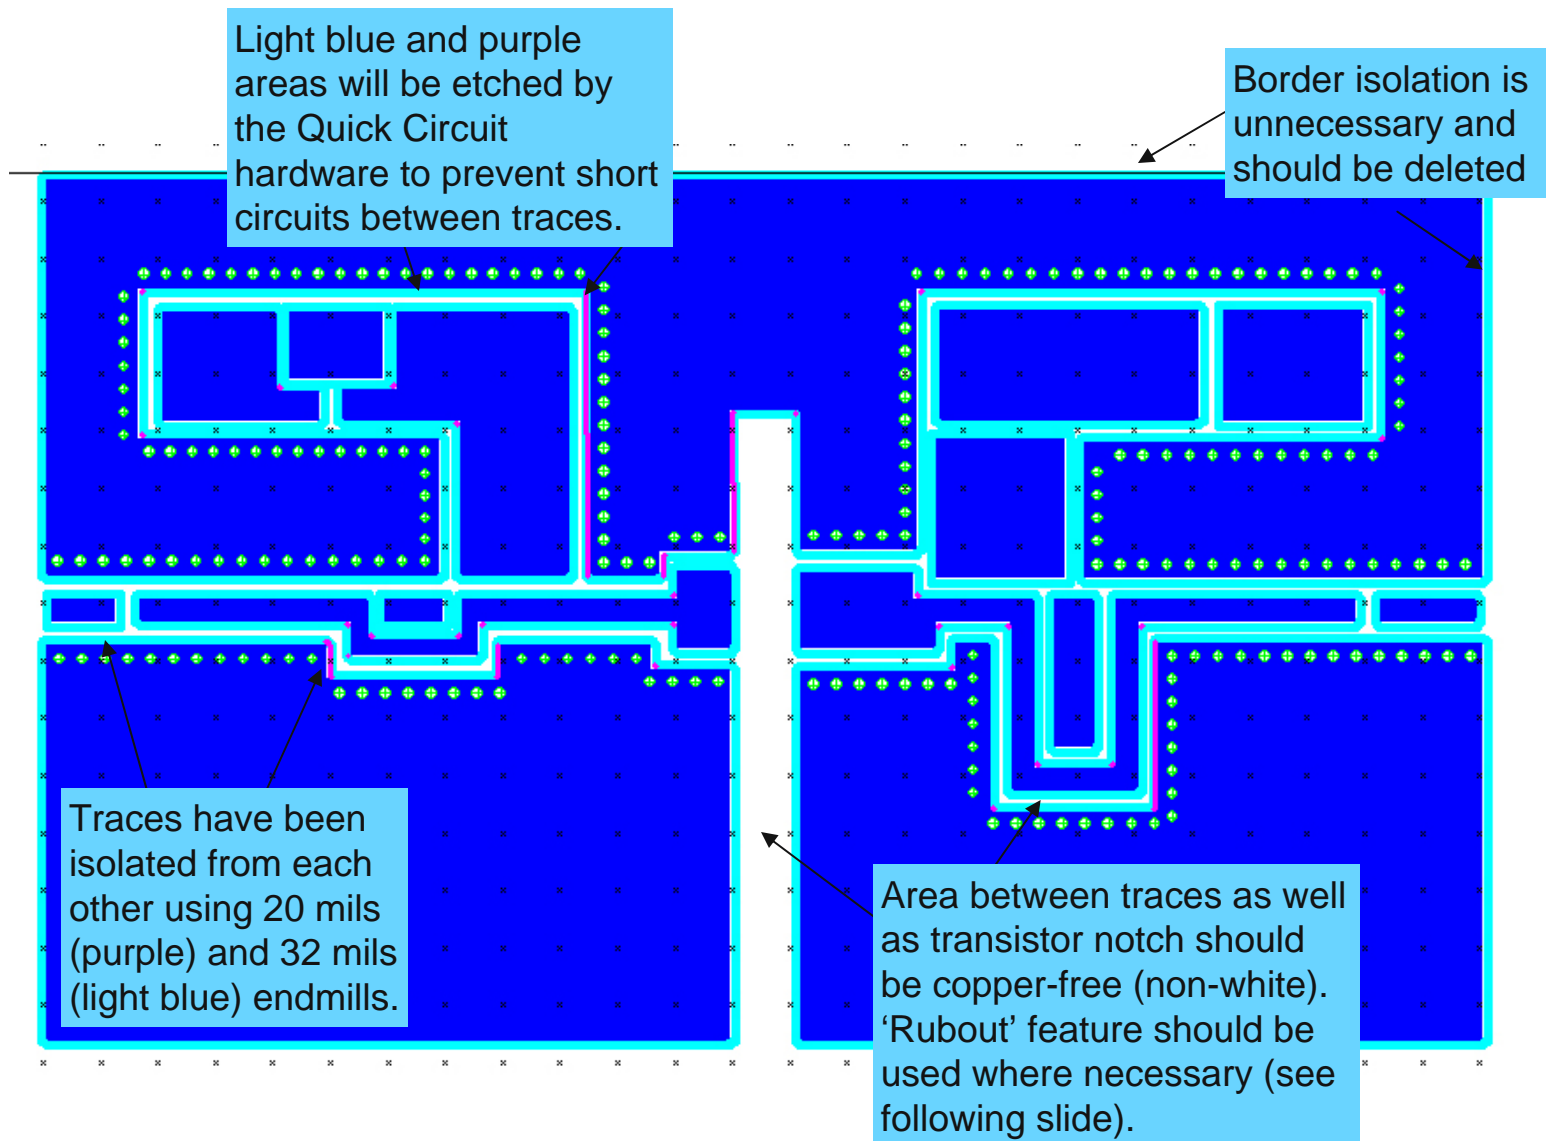 Light blue and purple
areas will be etched by
the Quick Circuit
hardware to prevent short
circuits between traces.
Border isolation is
unnecessary and
should be deleted
Traces have been
isolated from each
other using 20 mils
(purple) and 32 mils
(light blue) endmills.
Area between traces as well
as transistor notch should
be copper-free (non-white).
‘Rubout’ feature should be
used where necessary (see
following slide).